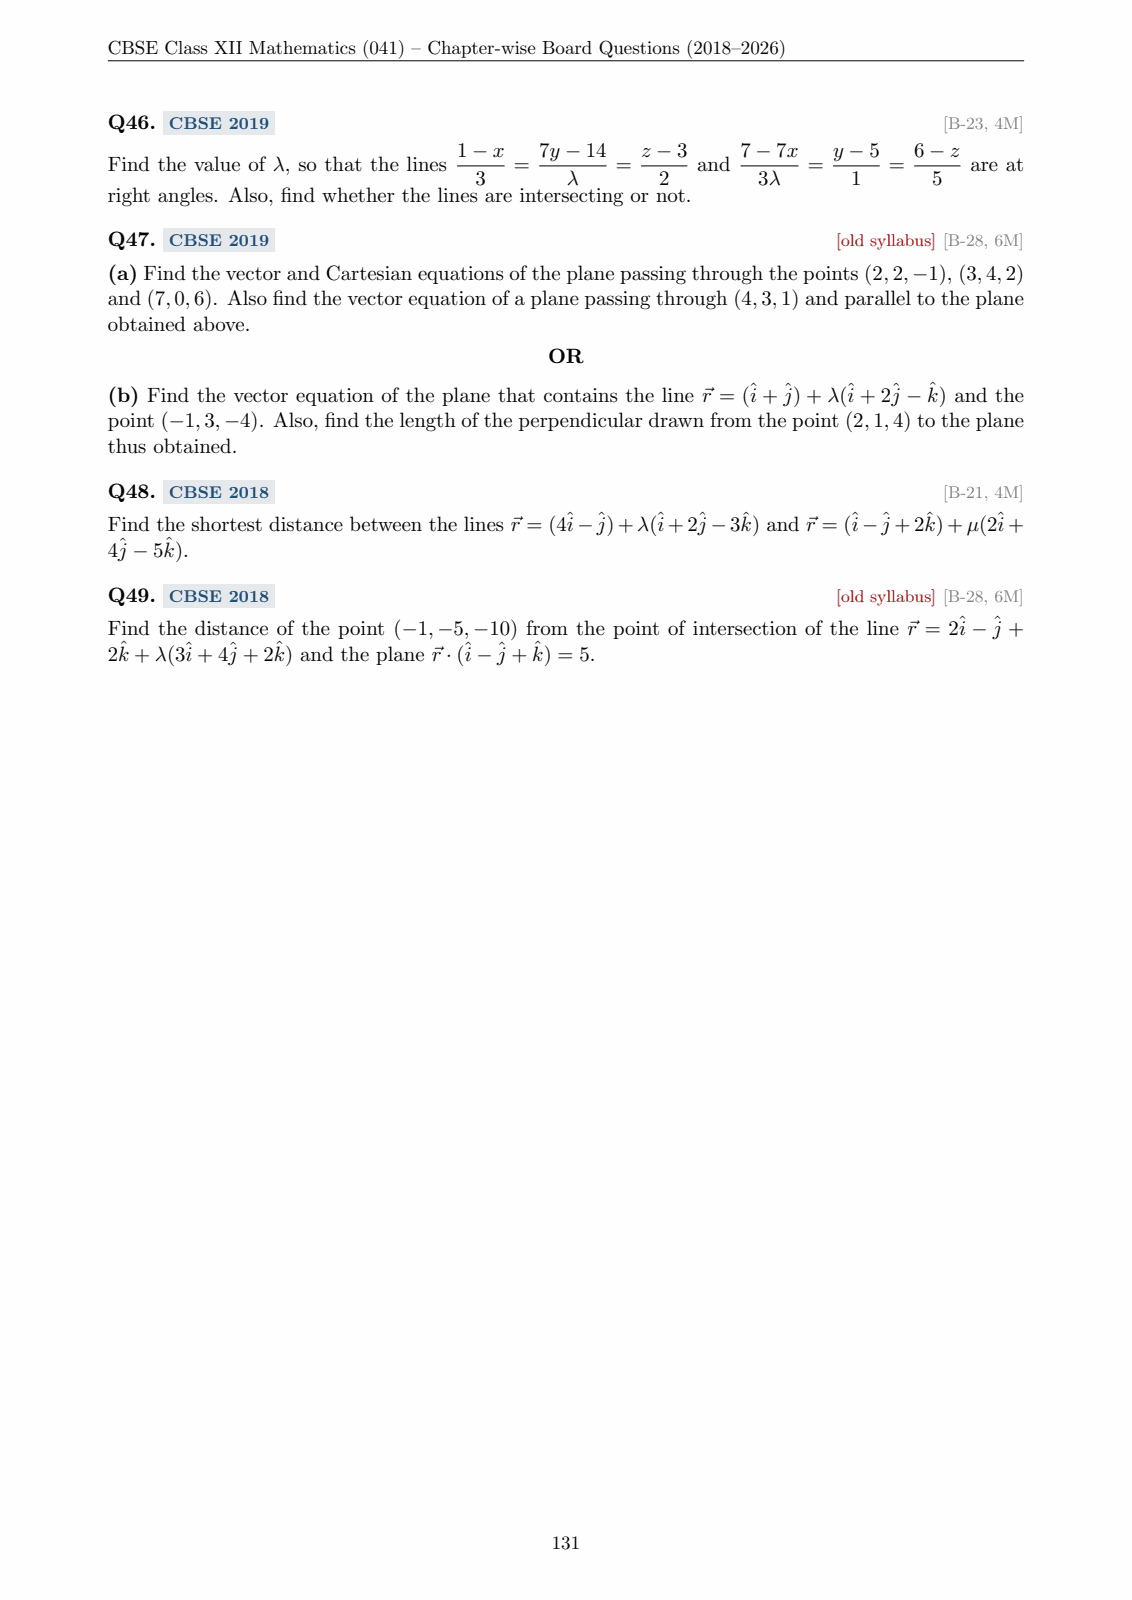 CBSE Class XII Mathematics (041) – Chapter-wise Board Questions (2018–2026)
Q46. CBSE 2019 [B-23, 4M]
Find the value of λ, so that the lines (1 − x)/3 = (7y − 14)/λ = (z − 3)/2 and (7 − 7x)/3λ = (y − 5)/1 = (6 − z)/5 are at
right angles. Also, find whether the lines are intersecting or not.
Q47. CBSE 2019 [old syllabus] [B-28, 6M]
(a) Find the vector and Cartesian equations of the plane passing through the points (2, 2, −1), (3, 4, 2)
and (7, 0, 6). Also find the vector equation of a plane passing through (4, 3, 1) and parallel to the plane
obtained above.
OR
(b) Find the vector equation of the plane that contains the line r⃗ = (î + ĵ) + λ(î + 2ĵ − k̂) and the
point (−1, 3, −4). Also, find the length of the perpendicular drawn from the point (2, 1, 4) to the plane
thus obtained.
Q48. CBSE 2018 [B-21, 4M]
Find the shortest distance between the lines r⃗ = (4î − ĵ) + λ(î + 2ĵ − 3k̂) and r⃗ = (î − ĵ + 2k̂) + μ(2î +
4ĵ − 5k̂).
Q49. CBSE 2018 [old syllabus] [B-28, 6M]
Find the distance of the point (−1, −5, −10) from the point of intersection of the line r⃗ = 2î − ĵ +
2k̂ + λ(3î + 4ĵ + 2k̂) and the plane r⃗ · (î − ĵ + k̂) = 5.
131